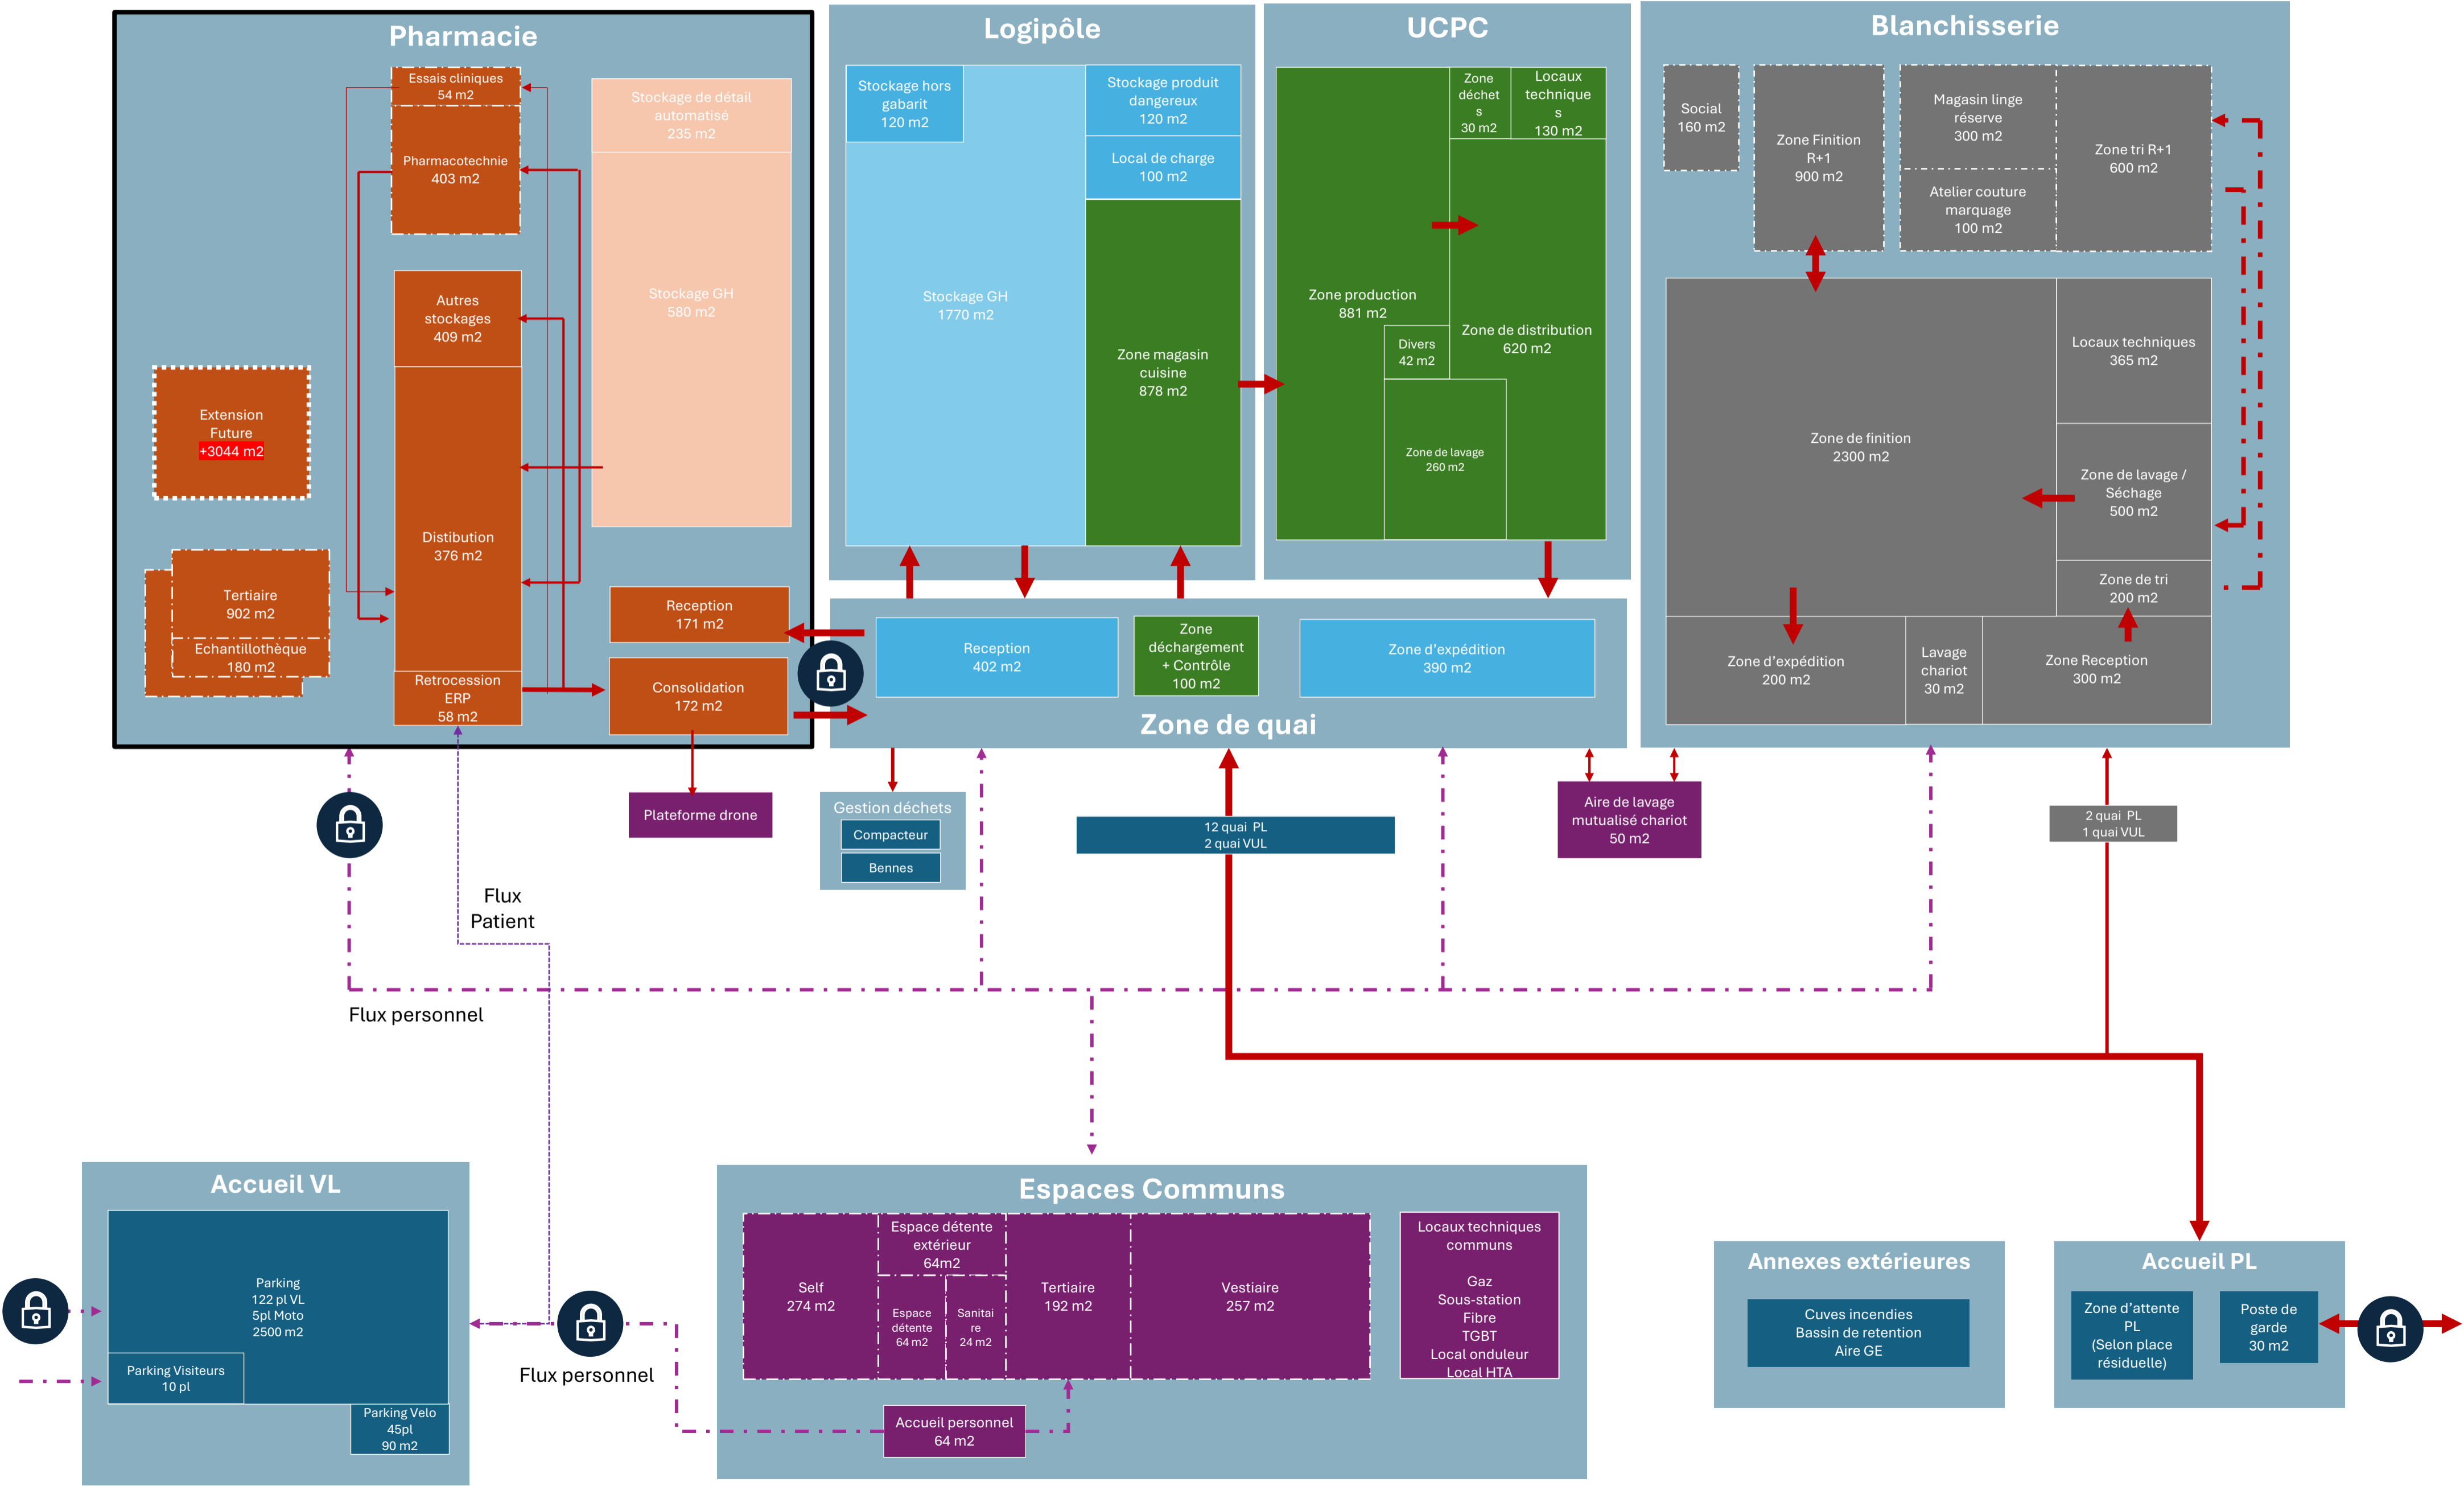 Pharmacie
Essais cliniques
54 m2
Pharmacotechnie
403 m2
Stockage de détail
automatisé
235 m2
Stockage GH
580 m2
Autres
stockages
409 m2
Extension
Future
+3044 m2
Distibution
376 m2
Tertiaire
902 m2
Echantillothèque
180 m2
Retrocession
ERP
58 m2
Reception
171 m2
Consolidation
172 m2
Logipôle
Stockage hors
gabarit
120 m2
Stockage produit
dangereux
120 m2
Local de charge
100 m2
Stockage GH
1770 m2
Zone magasin
cuisine
878 m2
UCPC
Zone
déchet
s
30 m2
Locaux
technique
s
130 m2
Zone production
881 m2
Divers
42 m2
Zone de distribution
620 m2
Zone de lavage
260 m2
Blanchisserie
Social
160 m2
Zone Finition
R+1
900 m2
Magasin linge
réserve
300 m2
Atelier couture
marquage
100 m2
Zone tri R+1
600 m2
Zone de finition
2300 m2
Locaux techniques
365 m2
Zone de lavage /
Séchage
500 m2
Zone de tri
200 m2
Zone d'expédition
200 m2
Lavage
chariot
30 m2
Zone Reception
300 m2
Reception
402 m2
Zone
déchargement
+ Contrôle
100 m2
Zone d'expédition
390 m2
Zone de quai
Plateforme drone
Gestion déchets
Compacteur
Bennes
12 quai PL
2 quai VUL
Aire de lavage
mutualisé chariot
50 m2
2 quai PL
1 quai VUL
Flux
Patient
Flux personnel
Accueil VL
Parking
122 pl VL
5pl Moto
2500 m2
Parking Visiteurs
10 pl
Parking Velo
45pl
90 m2
Flux personnel
Espaces Communs
Self
274 m2
Espace détente
extérieur
64m2
Espace
détente
64 m2
Sanitai
re
24 m2
Tertiaire
192 m2
Vestiaire
257 m2
Locaux techniques
communs
Gaz
Sous-station
Fibre
TGBT
Local onduleur
Local HTA
Accueil personnel
64 m2
Annexes extérieures
Cuves incendies
Bassin de retention
Aire GE
Accueil PL
Zone d'attente
PL
(Selon place
résiduelle)
Poste de
garde
30 m2